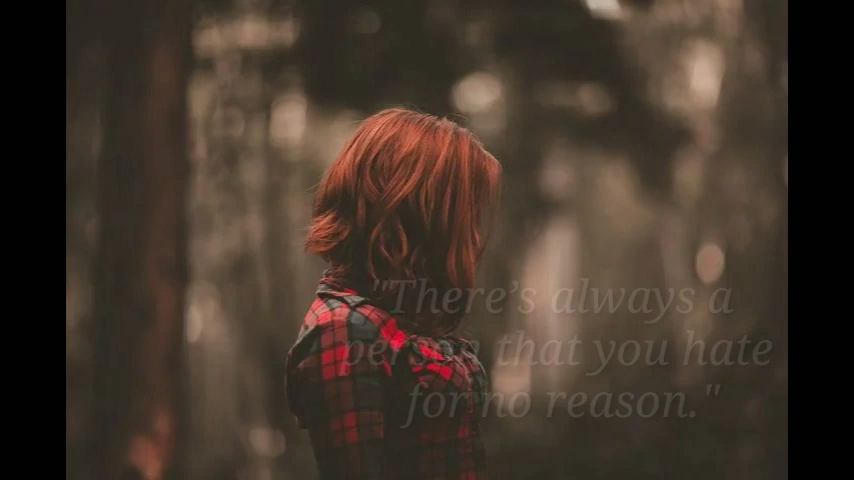 "There's always a
person that you hate
for no reason."